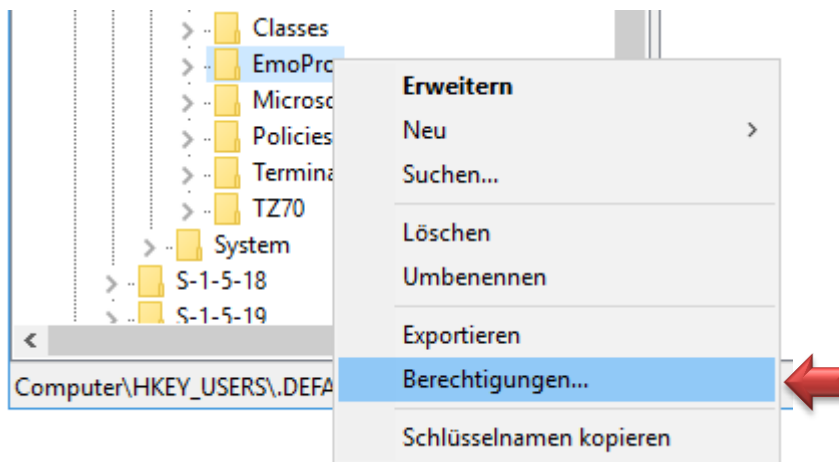 Classes
EmoPro
Microso
Policies
Termina
TZ70
System
S-1-5-18
S-1-5-19
Computer\HKEY_USERS\.DEFA
Erweitern
Neu
Suchen...
Löschen
Umbenennen
Exportieren
Berechtigungen...
Schlüsselnamen kopieren